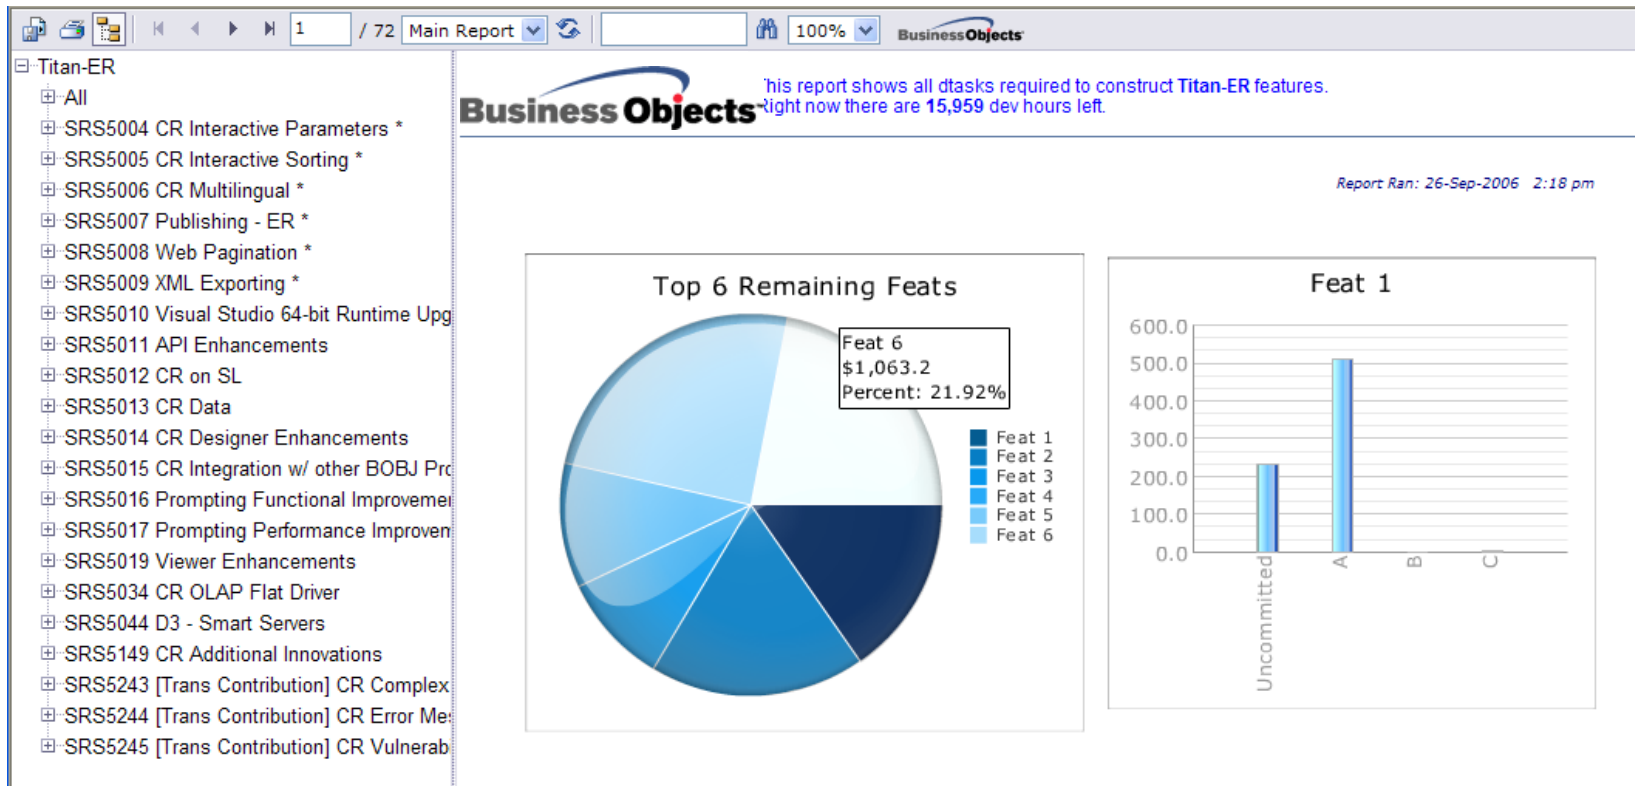 1 / 72 Main Report 100% BusinessObjects
Titan-ER
All
SRS5004 CR Interactive Parameters *
SRS5005 CR Interactive Sorting *
SRS5006 CR Multilingual *
SRS5007 Publishing - ER *
SRS5008 Web Pagination *
SRS5009 XML Exporting *
SRS5010 Visual Studio 64-bit Runtime Upg
SRS5011 API Enhancements
SRS5012 CR on SL
SRS5013 CR Data
SRS5014 CR Designer Enhancements
SRS5015 CR Integration w/ other BOBJ Pro
SRS5016 Prompting Functional Improvemen
SRS5017 Prompting Performance Improvem
SRS5019 Viewer Enhancements
SRS5034 CR OLAP Flat Driver
SRS5044 D3 - Smart Servers
SRS5149 CR Additional Innovations
SRS5243 [Trans Contribution] CR Complex
SRS5244 [Trans Contribution] CR Error Mes
SRS5245 [Trans Contribution] CR Vulnerab
Business Objects
This report shows all dtasks required to construct Titan-ER features.
Right now there are 15,959 dev hours left.
Report Ran: 26-Sep-2006 2:18 pm
Top 6 Remaining Feats
Feat 6
$1,063.2
Percent: 21.92%
Feat 1
Feat 2
Feat 3
Feat 4
Feat 5
Feat 6
Feat 1
600.0
500.0
400.0
300.0
200.0
100.0
0.0
Uncommitted
A
B
C